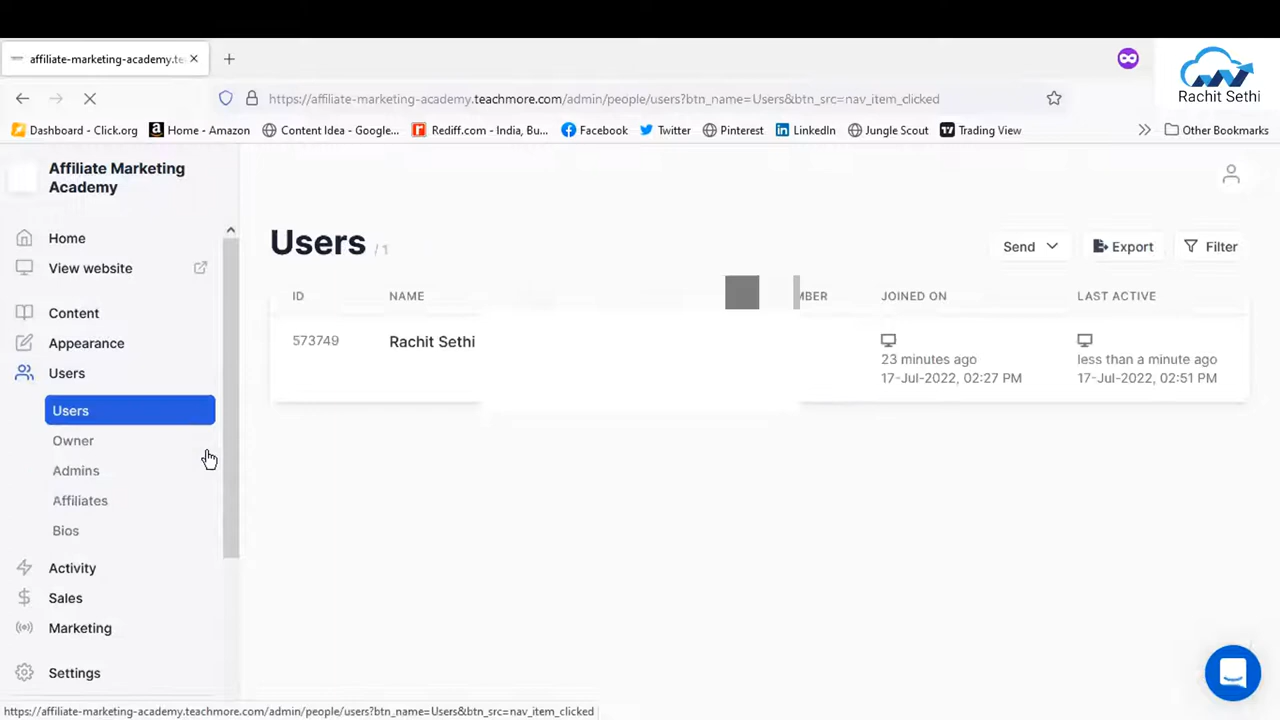 affiliate-marketing-academy.te
Rachit Sethi
https://affiliate-marketing-academy.teachmore.com/admin/people/users?btn_name=Users&btn_src=nav_item_clicked
Dashboard - Click.org
Home - Amazon
Content Idea - Google...
Rediff.com - India, Bu...
Facebook
Twitter
Pinterest
LinkedIn
Jungle Scout
Trading View
Other Bookmarks
Affiliate Marketing
Academy
Home
View website
Content
Appearance
Users
Users
Owner
Admins
Affiliates
Bios
Activity
Sales
Marketing
Settings
Users / 1
Send
Export
Filter
ID
NAME
MBER
JOINED ON
LAST ACTIVE
573749
Rachit Sethi
23 minutes ago
17-Jul-2022, 02:27 PM
less than a minute ago
17-Jul-2022, 02:51 PM
https://affiliate-marketing-academy.teachmore.com/admin/people/users?btn_name=Users&btn_src=nav_item_clicked